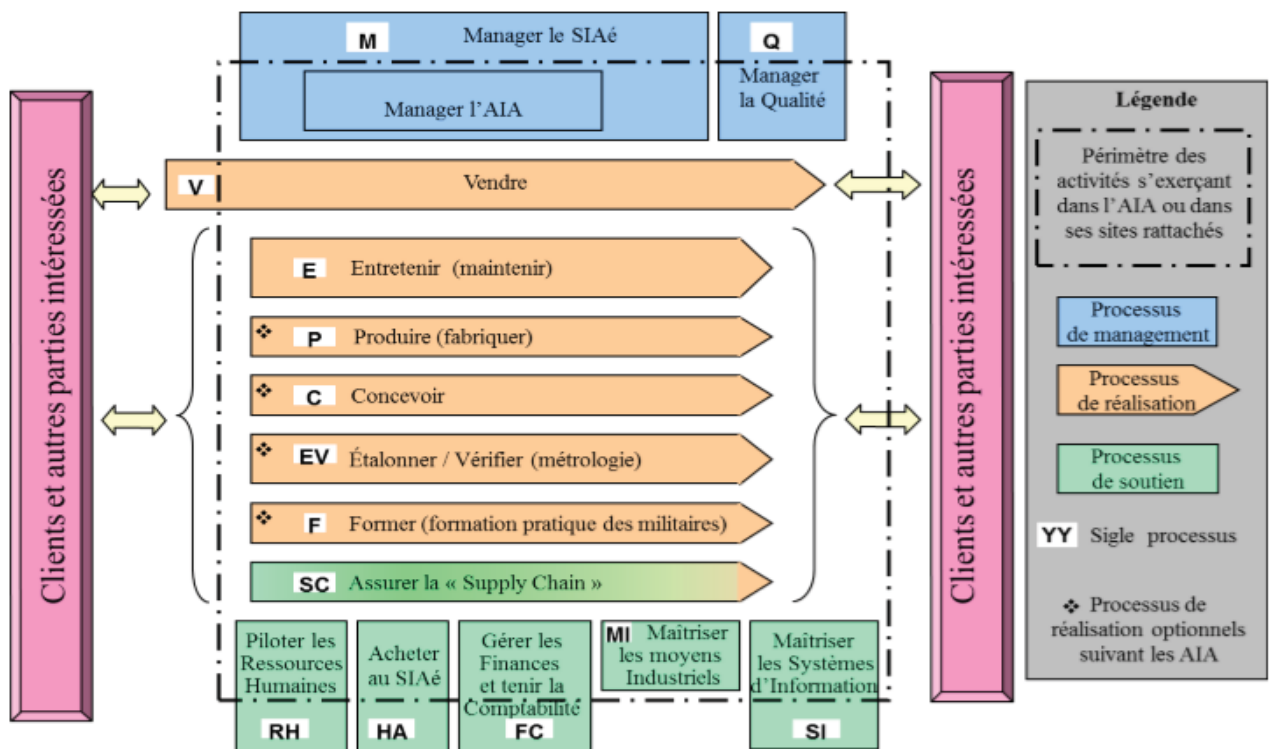 M Manager le SIAé
Manager l'AIA
Q
Manager
la Qualité
Clients et autres parties intéressées
V Vendre
E Entretenir (maintenir)
❖ P Produire (fabriquer)
❖ C Concevoir
❖ EV Étalonner / Vérifier (métrologie)
❖ F Former (formation pratique des militaires)
SC Assurer la « Supply Chain »
Piloter les
Ressources
Humaines
RH
Acheter
au SIAé
HA
Gérer les
Finances
et tenir la
Comptabilité
FC
MI Maîtriser
les moyens
Industriels
Maîtriser
les Systèmes
d'Information
SI
Clients et autres parties intéressées
Légende
Périmètre des
activités s'exerçant
dans l'AIA ou dans
ses sites rattachés
Processus
de management
Processus
de réalisation
Processus
de soutien
YY Sigle processus
❖ Processus de
réalisation optionnels
suivant les AIA